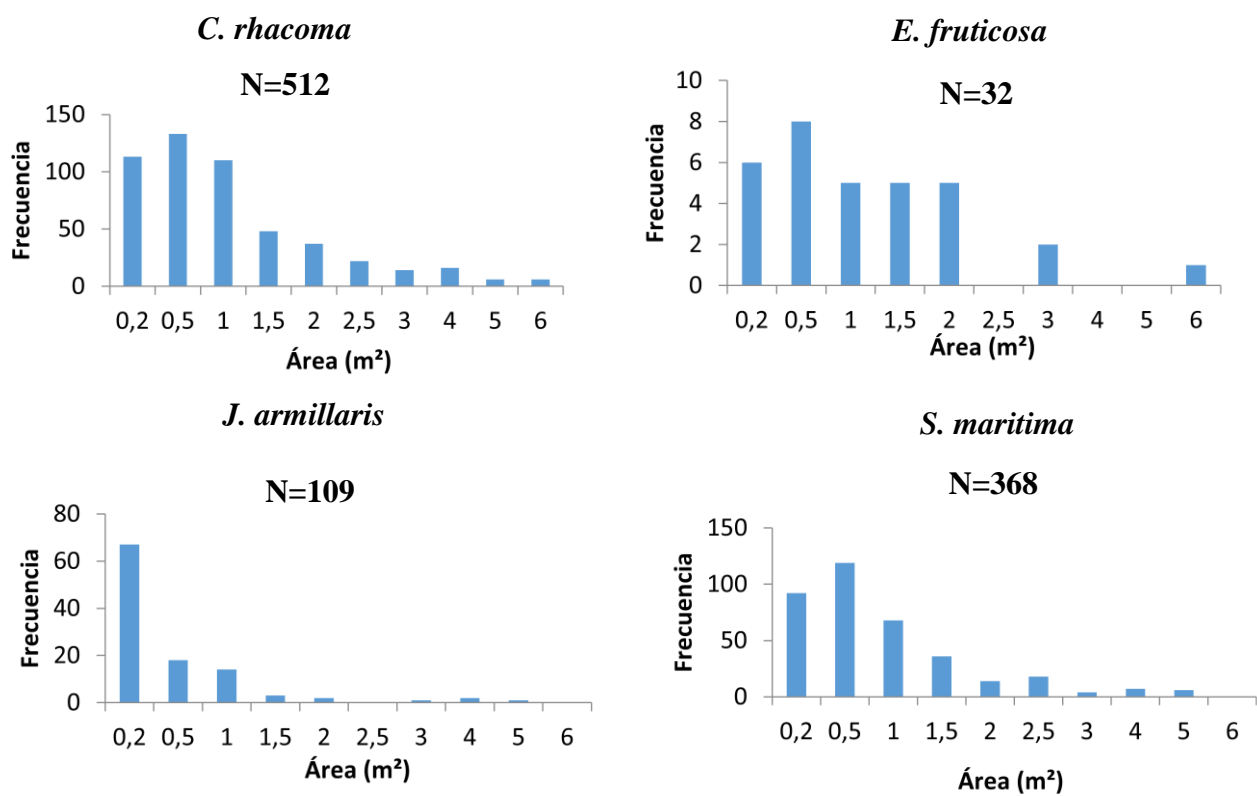 C. rhacoma
N=512
150
100
50
0
Frecuencia
0,2 0,5 1 1,5 2 2,5 3 4 5 6
Área (m²)
E. fruticosa
N=32
10
8
6
4
2
0
Frecuencia
0,2 0,5 1 1,5 2 2,5 3 4 5 6
Área (m²)
J. armillaris
N=109
80
60
40
20
0
Frecuencia
0,2 0,5 1 1,5 2 2,5 3 4 5 6
Área (m²)
S. maritima
N=368
150
100
50
0
Frecuencia
0,2 0,5 1 1,5 2 2,5 3 4 5 6
Área (m²)